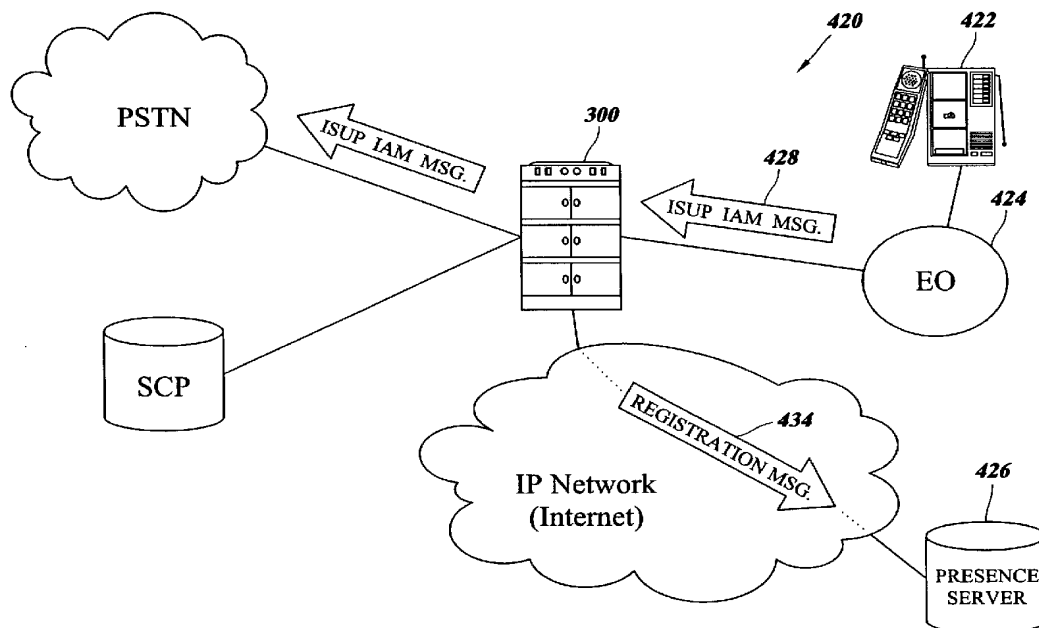 420
422
PSTN
ISUP IAM MSG.
300
428
ISUP IAM MSG.
424
EO
SCP
REGISTRATION MSG.
434
IP Network
(Internet)
426
PRESENCE
SERVER